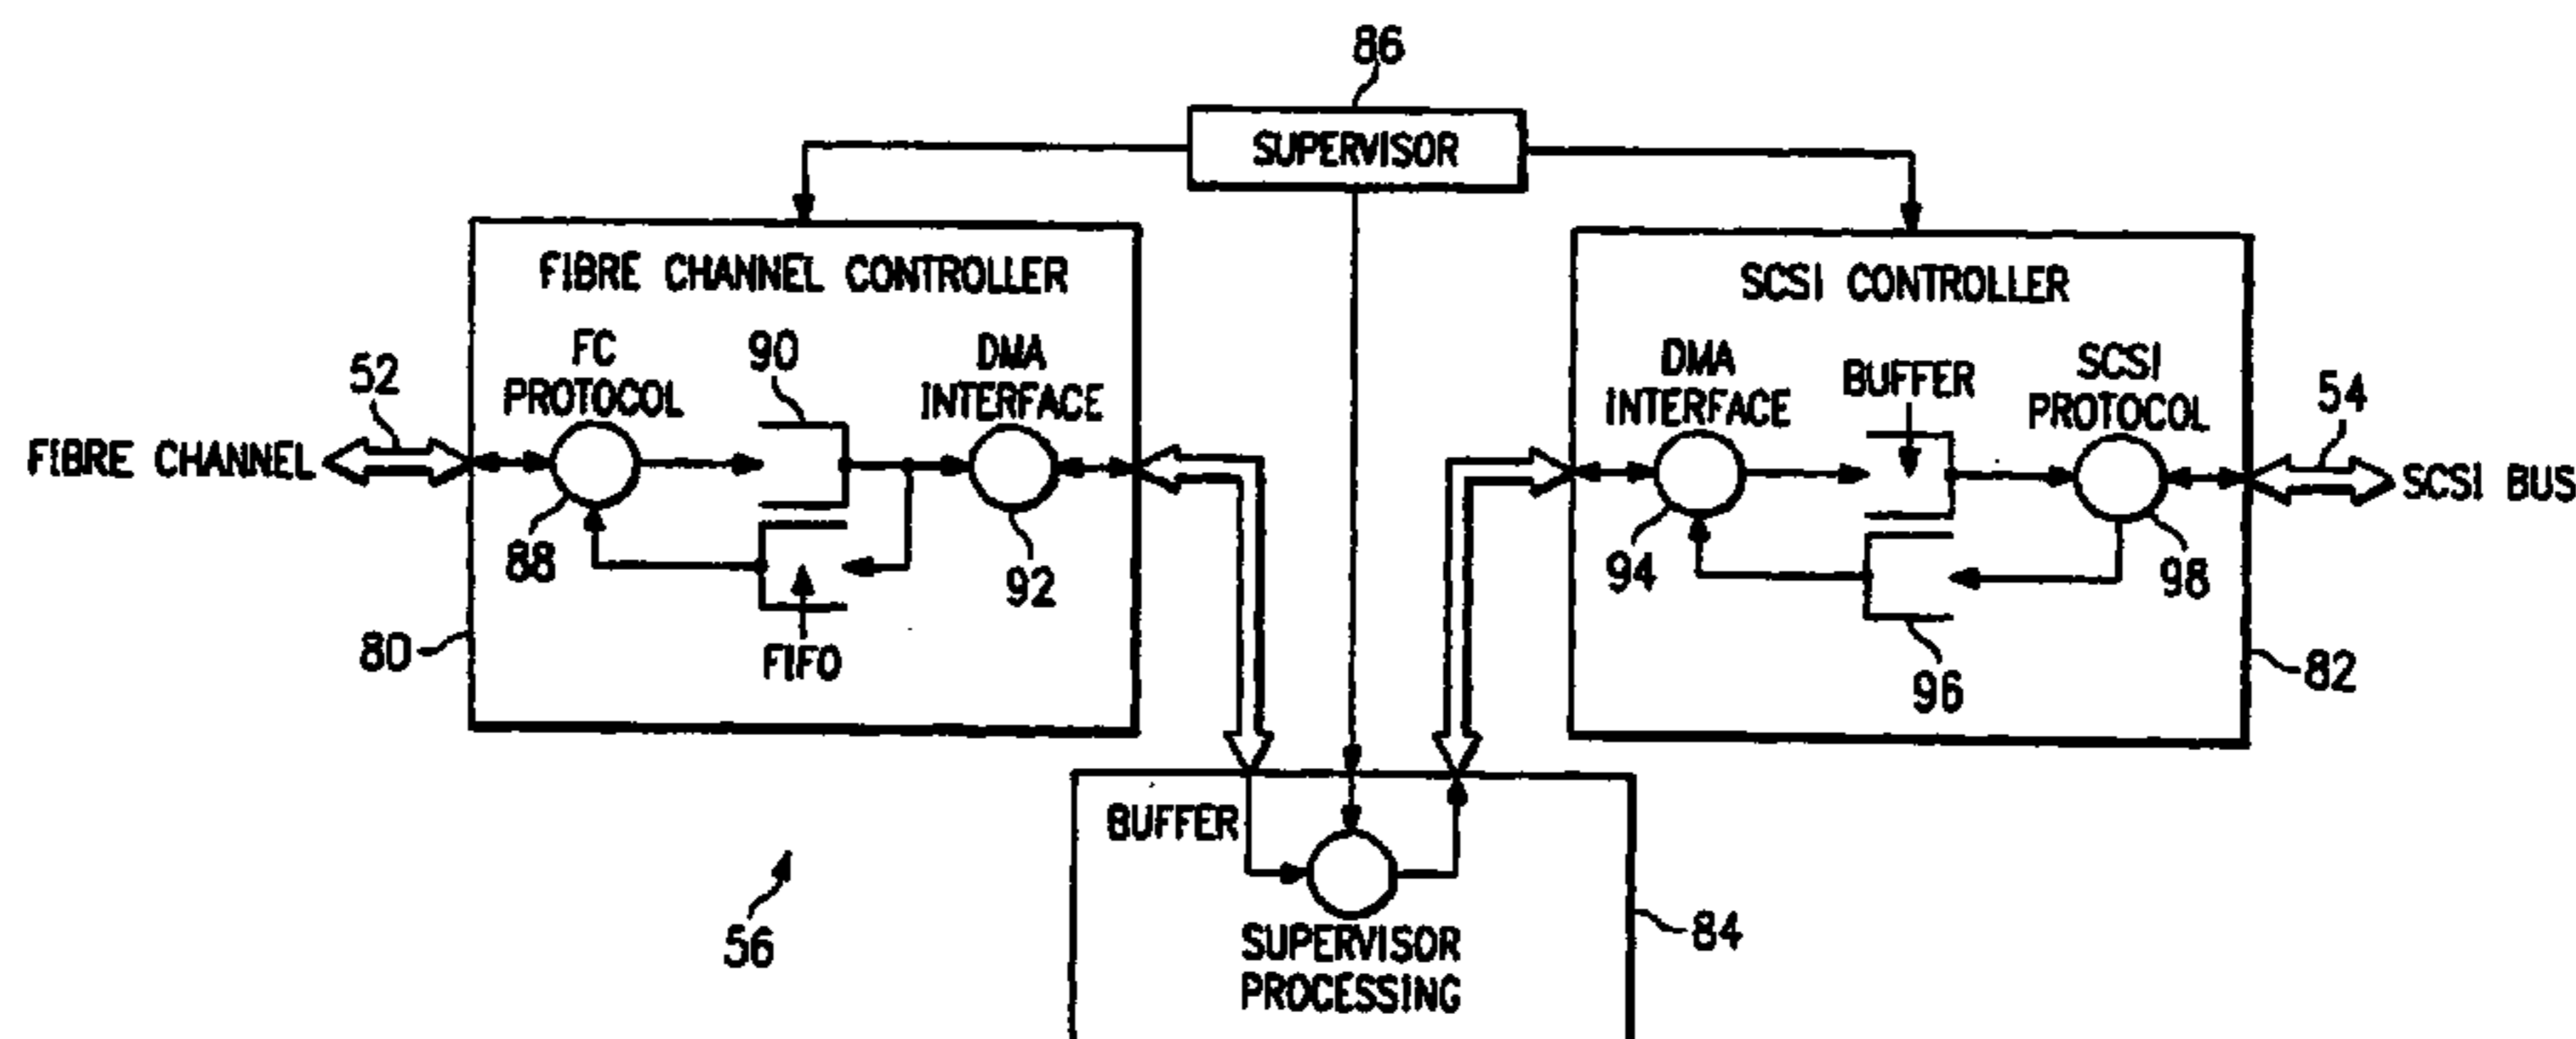 86
SUPERVISOR
FIBRE CHANNEL CONTROLLER
SCSI CONTROLLER
FC
PROTOCOL
90
DMA
INTERFACE
52
FIBRE CHANNEL
88
92
FIFO
80
DMA
INTERFACE
BUFFER
SCSI
PROTOCOL
54
SCSI BUS
94
98
96
82
BUFFER
SUPERVISOR
PROCESSING
84
56